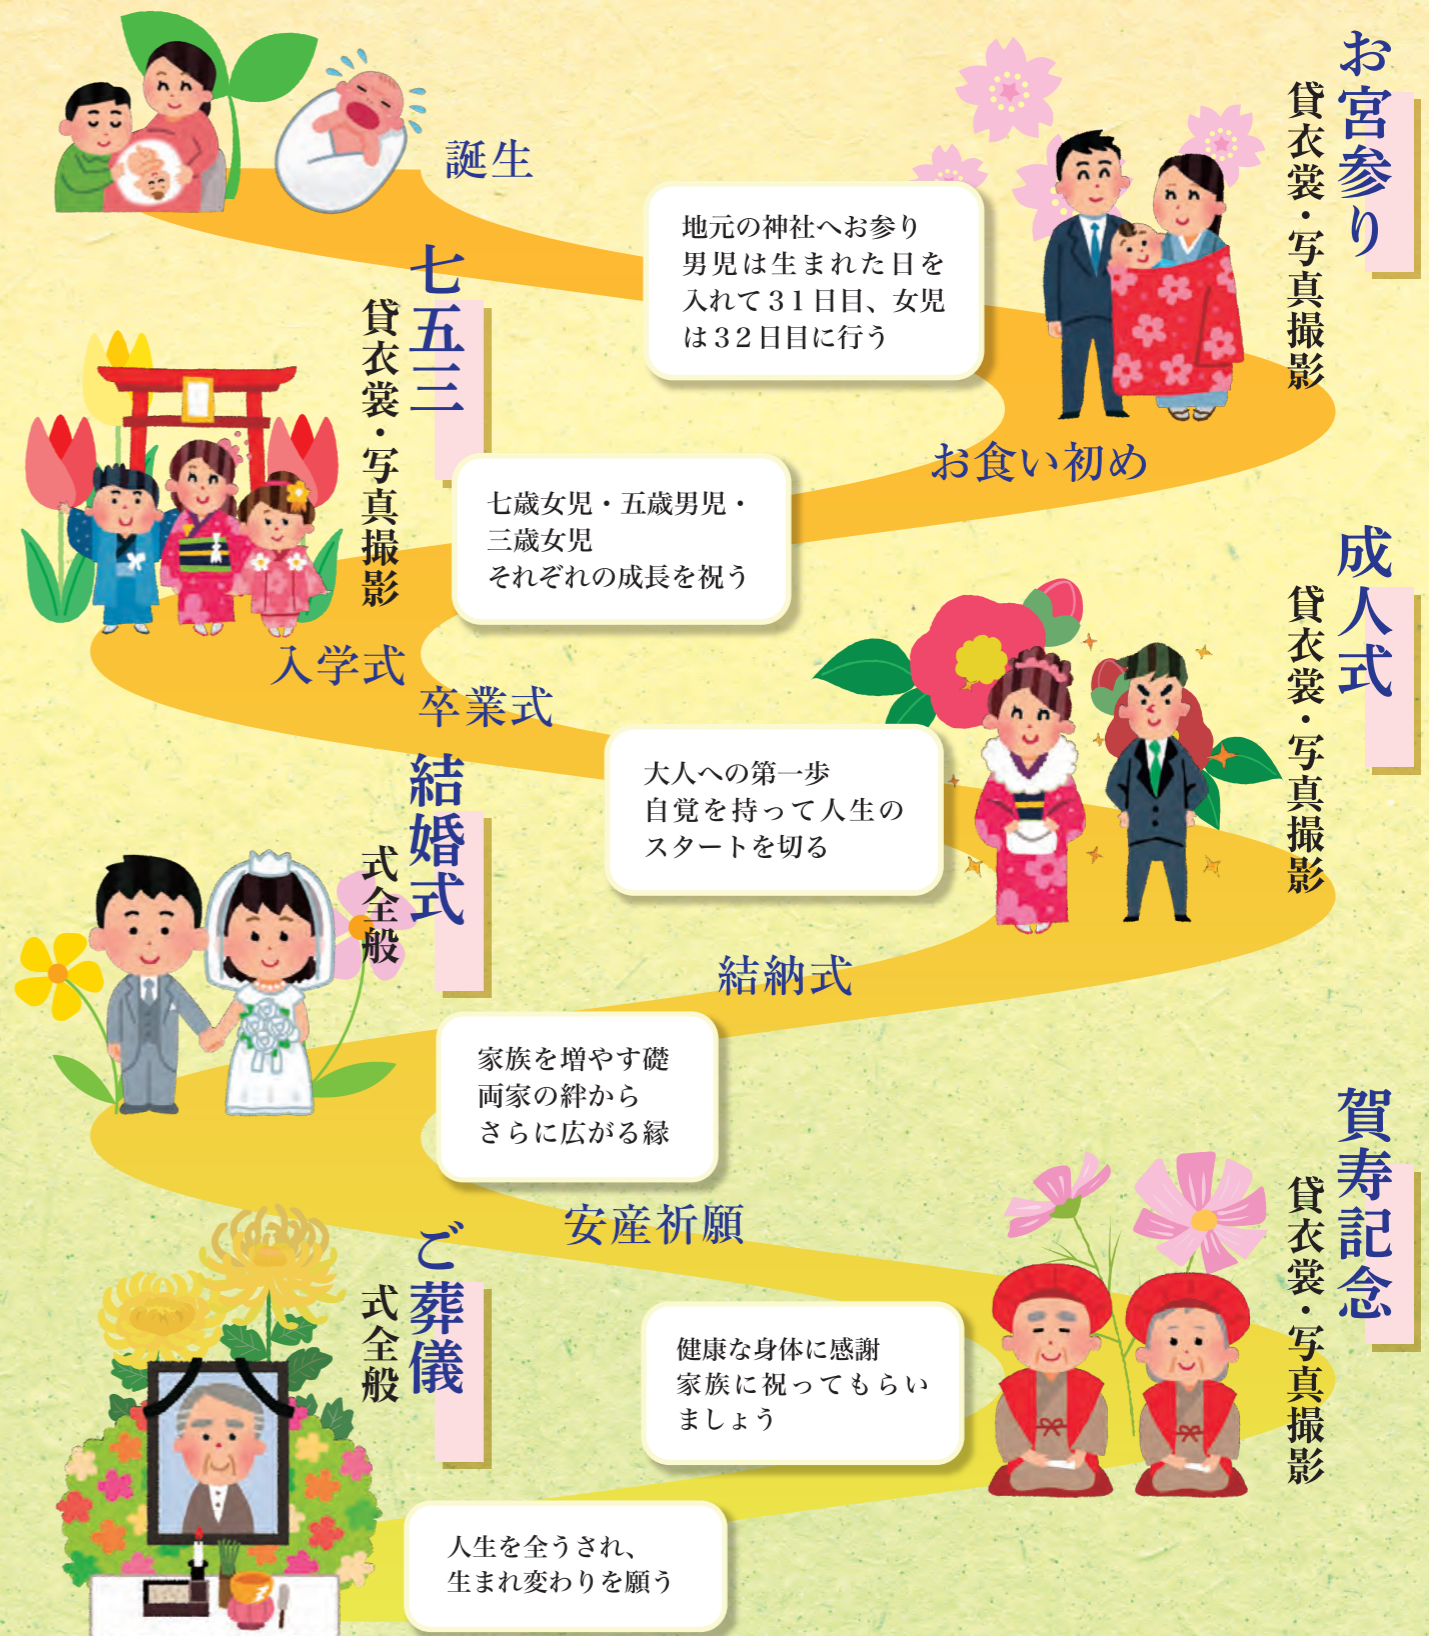 誕生
お宮参り
貸衣裳・写真撮影
地元の神社へお参り
男児は生まれた日を
入れて31日目、女児
は32日目に行う
お食い初め
七五三
貸衣裳・写真撮影
七歳女児・五歳男児・
三歳女児
それぞれの成長を祝う
入学式
卒業式
成人式
貸衣裳・写真撮影
大人への第一歩
自覚を持って人生の
スタートを切る
結納式
結婚式
式全般
家族を増やす礎
両家の絆から
さらに広がる縁
安産祈願
賀寿記念
貸衣裳・写真撮影
健康な身体に感謝
家族に祝ってもらい
ましょう
ご葬儀
式全般
人生を全うされ、
生まれ変わりを願う